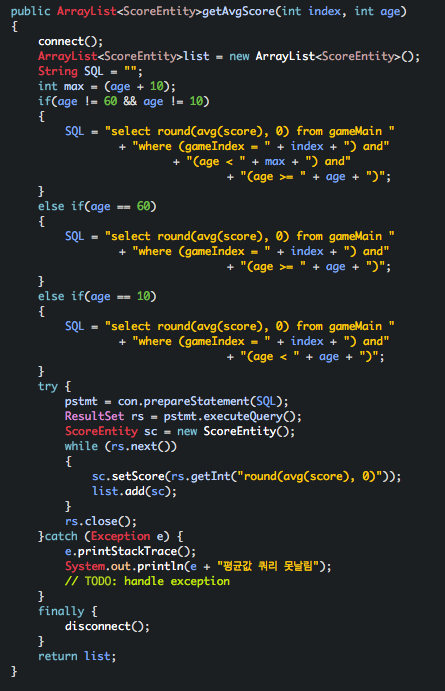 public ArrayList<ScoreEntity>getAvgScore(int index, int age)
{
    connect();
    ArrayList<ScoreEntity>list = new ArrayList<ScoreEntity>();
    String SQL = "";
    int max = (age + 10);
    if(age != 60 && age != 10)
    {
        SQL = "select round(avg(score), 0) from gameMain "
                + "where (gameIndex = " + index + ") and"
                        + "(age < " + max + ") and"
                                + "(age >= " + age + ")";
    }
    else if(age == 60)
    {
        SQL = "select round(avg(score), 0) from gameMain "
                + "where (gameIndex = " + index + ") and"
                                + "(age >= " + age + ")";
    }
    else if(age == 10)
    {
        SQL = "select round(avg(score), 0) from gameMain "
                + "where (gameIndex = " + index + ") and"
                                + "(age < " + age + ")";
    }
    try {
        pstmt = con.prepareStatement(SQL);
        ResultSet rs = pstmt.executeQuery();
        ScoreEntity sc = new ScoreEntity();
        while (rs.next())
        {
            sc.setScore(rs.getInt("round(avg(score), 0)"));
            list.add(sc);
        }
        rs.close();
    }catch (Exception e) {
        e.printStackTrace();
        System.out.println(e + "평균값 쿼리 못날림");
        // TODO: handle exception
    }
    finally {
        disconnect();
    }
    return list;
}